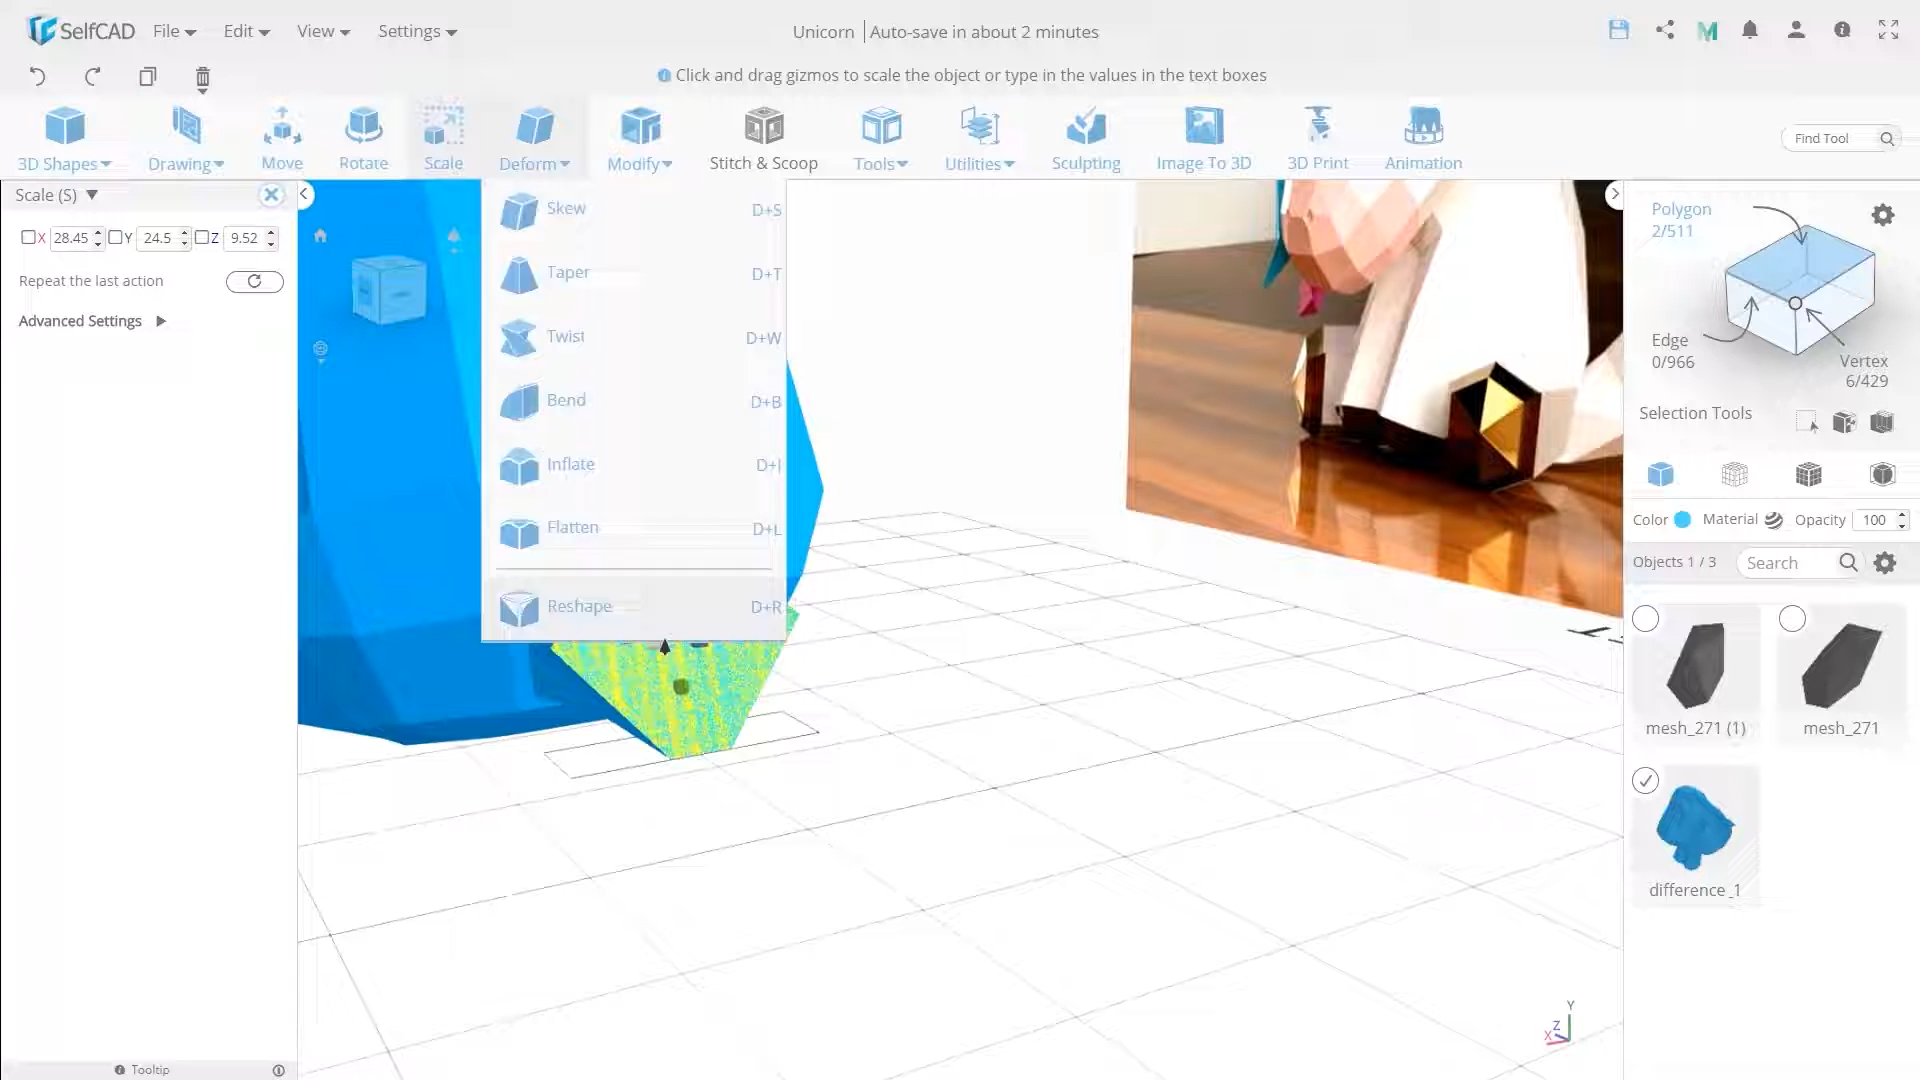 SelfCAD File Edit View Settings Unicorn Auto-save in about 2 minutes
Click and drag gizmos to scale the object or type in the values in the text boxes
3D Shapes Drawing Move Rotate Scale Deform Modify Stitch & Scoop Tools Utilities Sculpting Image To 3D 3D Print Animation
Find Tool
Scale (S)
X 28.45 Y 24.5 Z 9.52
Repeat the last action
Advanced Settings
Skew D+S
Taper D+T
Twist D+W
Bend D+B
Inflate D+I
Flatten D+L
Reshape D+R
Polygon
2/511
Edge
0/966
Vertex
6/429
Selection Tools
Color Material Opacity 100
Objects 1 / 3 Search
mesh_271 (1) mesh_271
difference_1
Y
Z
X
Tooltip